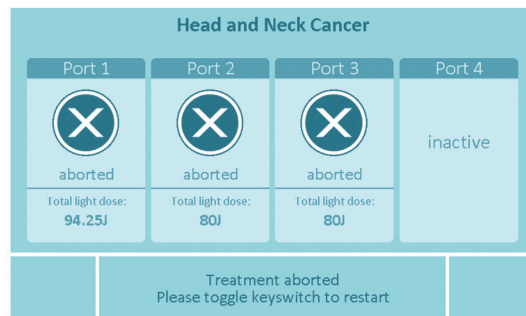 Head and Neck Cancer
Port 1
Port 2
Port 3
Port 4
aborted
aborted
aborted
inactive
Total light dose:
94.25J
Total light dose:
80J
Total light dose:
80J
Treatment aborted
Please toggle keyswitch to restart